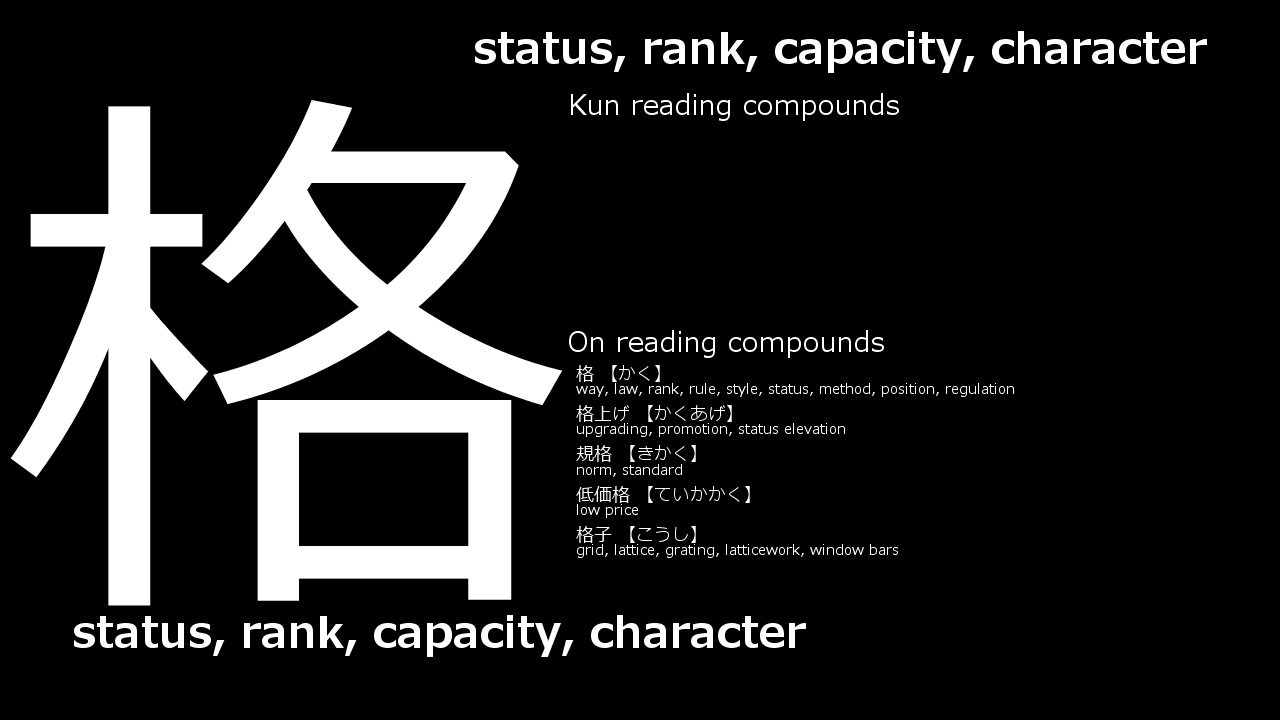 status, rank, capacity, character
格
Kun reading compounds
On reading compounds
格 【かく】
way, law, rank, rule, style, status, method, position, regulation
格上げ 【かくあげ】
upgrading, promotion, status elevation
規格 【きかく】
norm, standard
低価格 【ていかかく】
low price
格子 【こうし】
grid, lattice, grating, latticework, window bars
status, rank, capacity, character